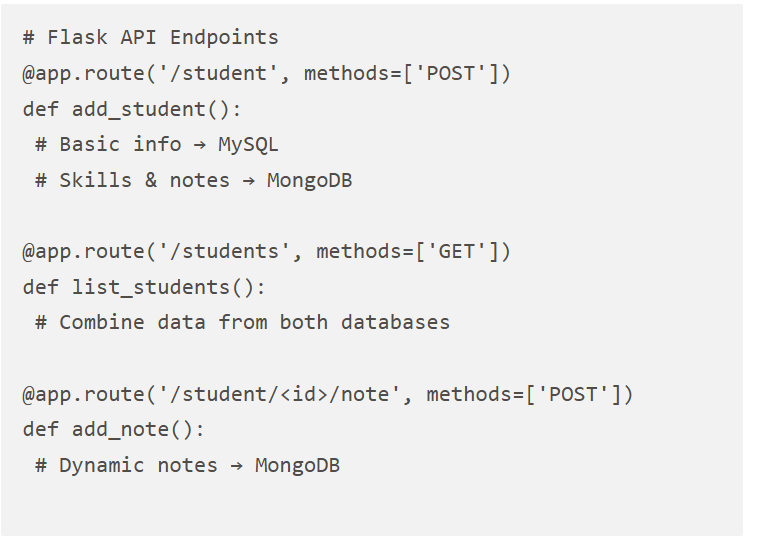 # Flask API Endpoints
@app.route('/student', methods=['POST'])
def add_student():
 # Basic info → MySQL
 # Skills & notes → MongoDB
@app.route('/students', methods=['GET'])
def list_students():
 # Combine data from both databases
@app.route('/student/<id>/note', methods=['POST'])
def add_note():
 # Dynamic notes → MongoDB